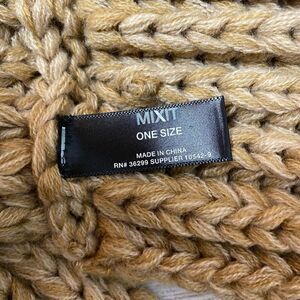 MIXIT
ONE SIZE
MADE IN CHINA
RN# 36299 SUPPLIER 10542-9